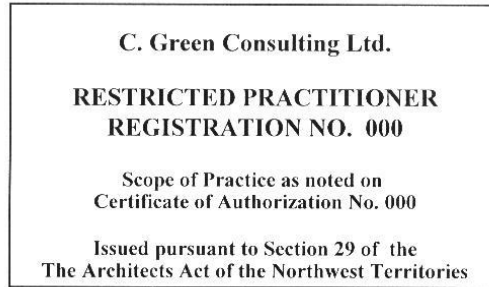 C. Green Consulting Ltd.
RESTRICTED PRACTITIONER
REGISTRATION NO. 000
Scope of Practice as noted on
Certificate of Authorization No. 000
Issued pursuant to Section 29 of the
The Architects Act of the Northwest Territories